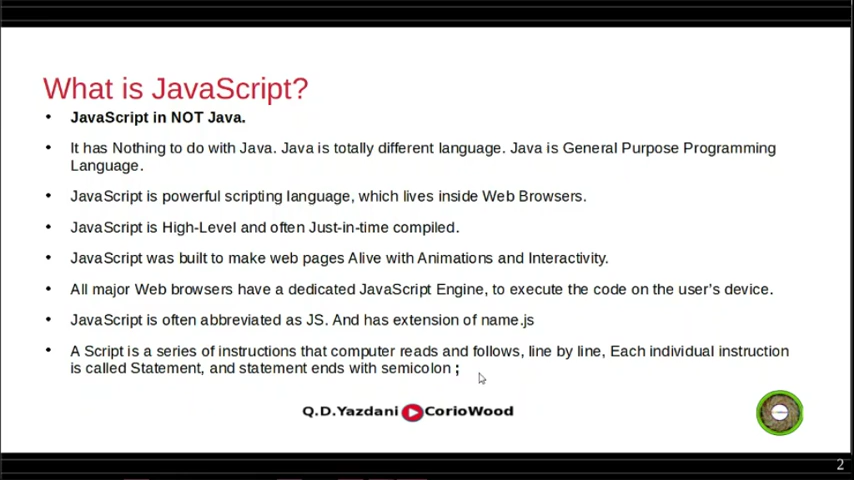 What is JavaScript?
• JavaScript in NOT Java.
• It has Nothing to do with Java. Java is totally different language. Java is General Purpose Programming
Language.
• JavaScript is powerful scripting language, which lives inside Web Browsers.
• JavaScript is High-Level and often Just-in-time compiled.
• JavaScript was built to make web pages Alive with Animations and Interactivity.
• All major Web browsers have a dedicated JavaScript Engine, to execute the code on the user’s device.
• JavaScript is often abbreviated as JS. And has extension of name.js
• A Script is a series of instructions that computer reads and follows, line by line, Each individual instruction
is called Statement, and statement ends with semicolon ;
Q.D.Yazdani CorioWood
2